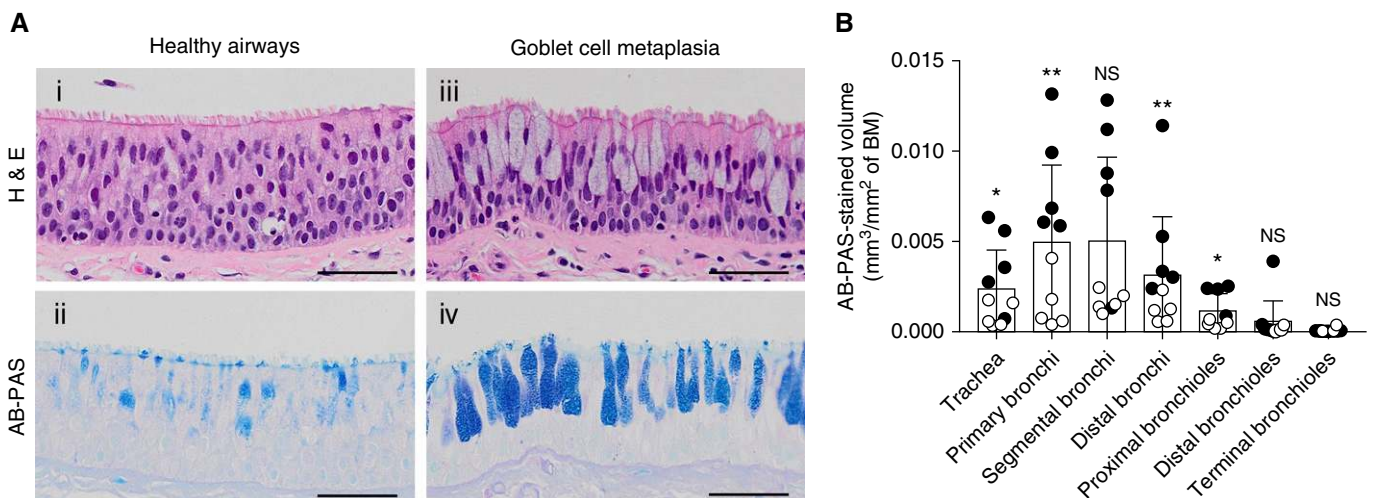 A
Healthy airways
Goblet cell metaplasia
H & E
i
iii
AB-PAS
ii
iv
B
AB-PAS-stained volume
(mm³/mm² of BM)
0.015
0.010
0.005
0.000
*
**
NS
**
*
NS
NS
Trachea
Primary bronchi
Segmental bronchi
Distal bronchi
Proximal bronchioles
Distal bronchioles
Terminal bronchioles